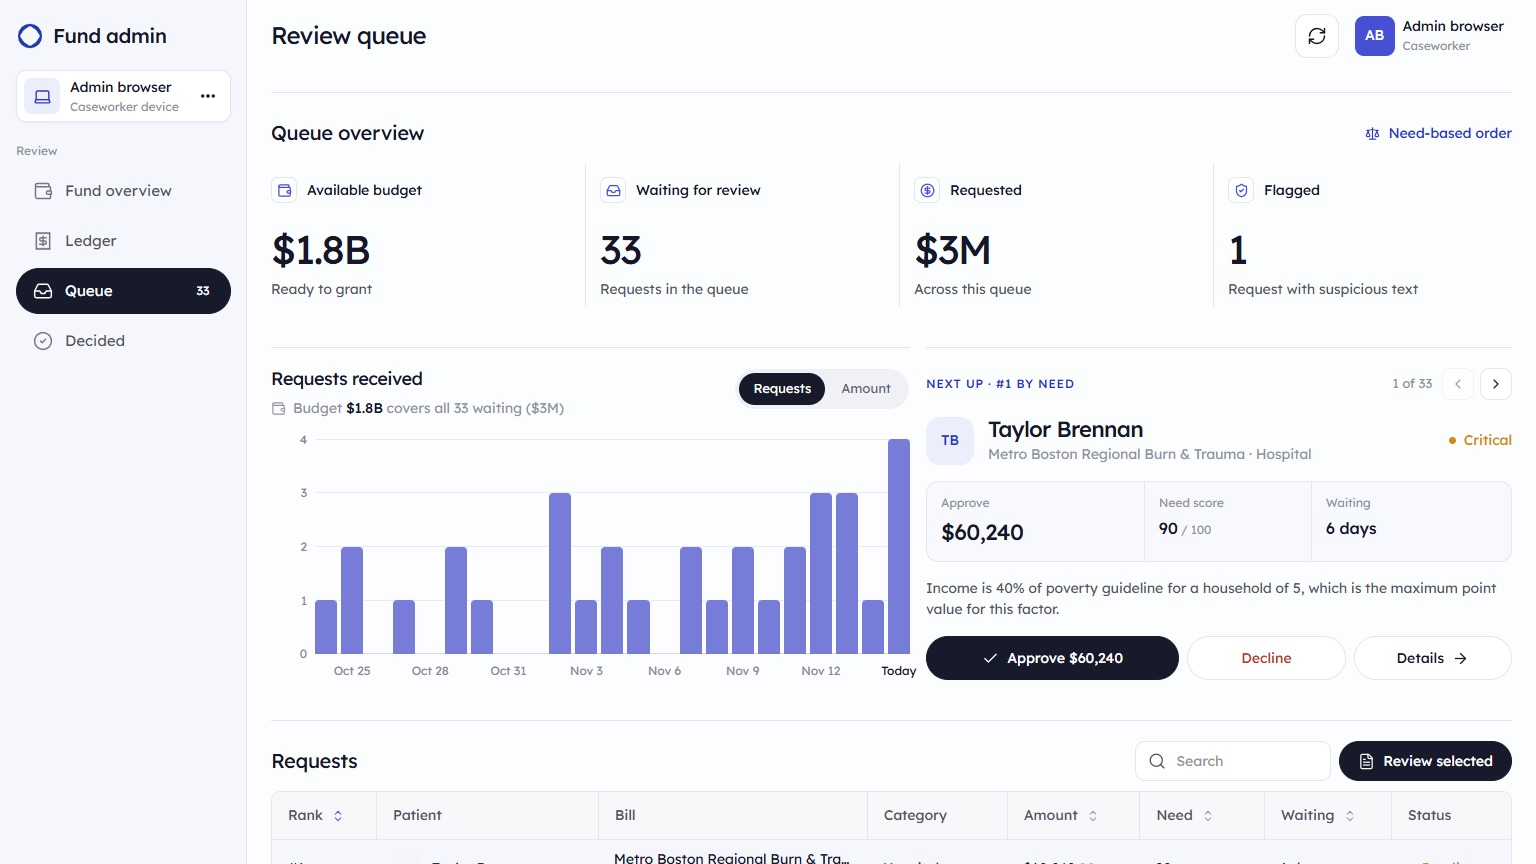 Fund admin
Admin browser
Caseworker device
Review
Fund overview
Ledger
Queue 33
Decided
Review queue
AB
Admin browser
Caseworker
Queue overview
Need-based order
Available budget
$1.8B
Ready to grant
Waiting for review
33
Requests in the queue
Requested
$3M
Across this queue
Flagged
1
Request with suspicious text
Requests received
Budget $1.8B covers all 33 waiting ($3M)
Requests Amount
4
3
2
1
0
Oct 25 Oct 28 Oct 31 Nov 3 Nov 6 Nov 9 Nov 12 Today
NEXT UP · #1 BY NEED
1 of 33
TB
Taylor Brennan
Metro Boston Regional Burn & Trauma · Hospital
Critical
Approve
$60,240
Need score
90 / 100
Waiting
6 days
Income is 40% of poverty guideline for a household of 5, which is the maximum point
value for this factor.
Approve $60,240
Decline
Details
Requests
Search
Review selected
Rank Patient Bill Category Amount Need Waiting Status
Metro Boston Regional Burn & Tra...